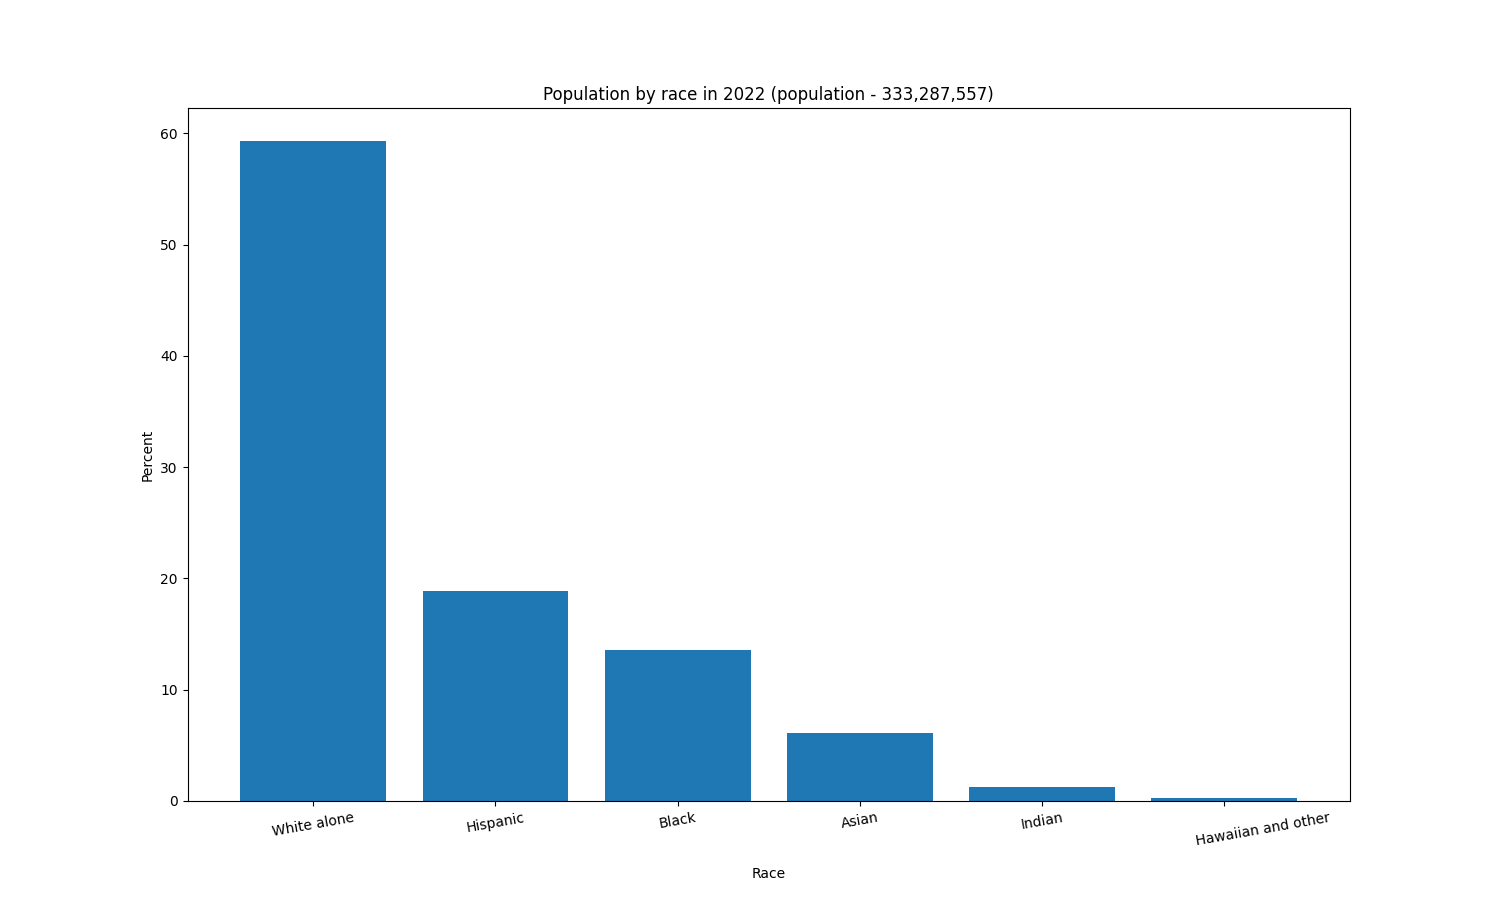 Population by race in 2022 (population - 333,287,557)
60
50
40
30
20
10
0
Percent
White alone
Hispanic
Black
Asian
Indian
Hawaiian and other
Race